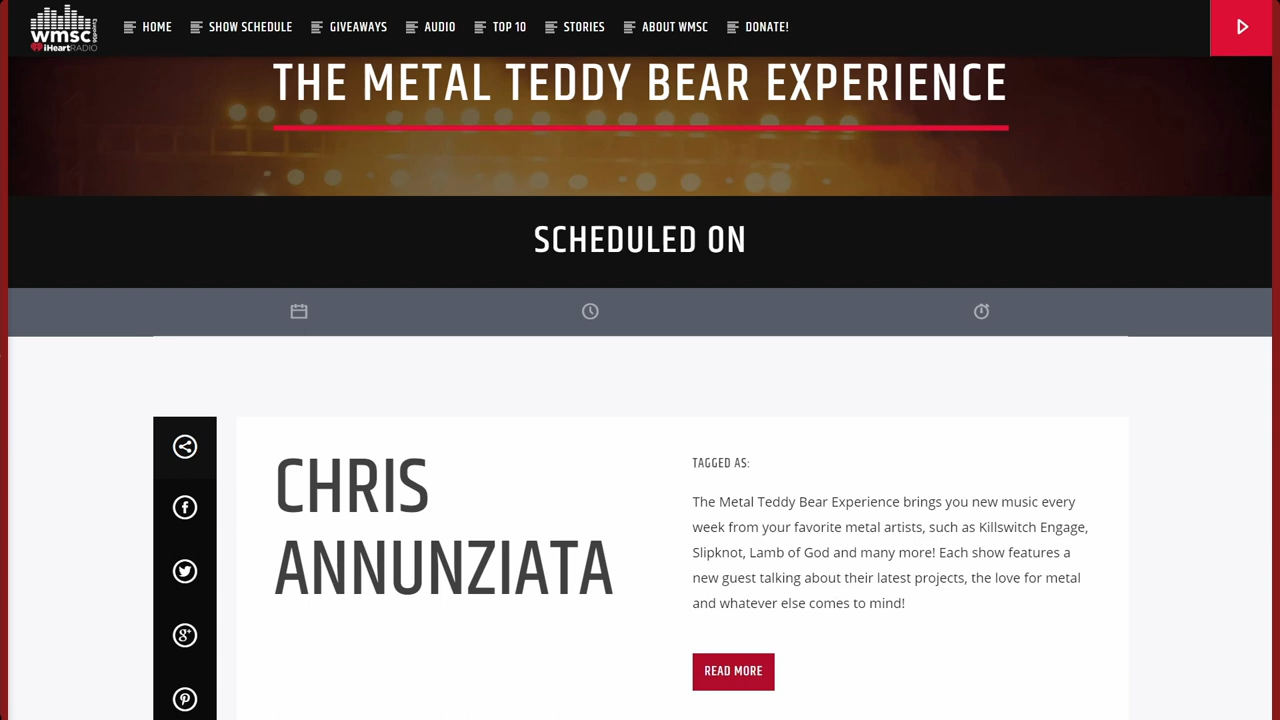 wmsc
iHeartRADIO
HOME
SHOW SCHEDULE
GIVEAWAYS
AUDIO
TOP 10
STORIES
ABOUT WMSC
DONATE!
THE METAL TEDDY BEAR EXPERIENCE
SCHEDULED ON
CHRIS
ANNUNZIATA
TAGGED AS:
The Metal Teddy Bear Experience brings you new music every
week from your favorite metal artists, such as Killswitch Engage,
Slipknot, Lamb of God and many more! Each show features a
new guest talking about their latest projects, the love for metal
and whatever else comes to mind!
READ MORE